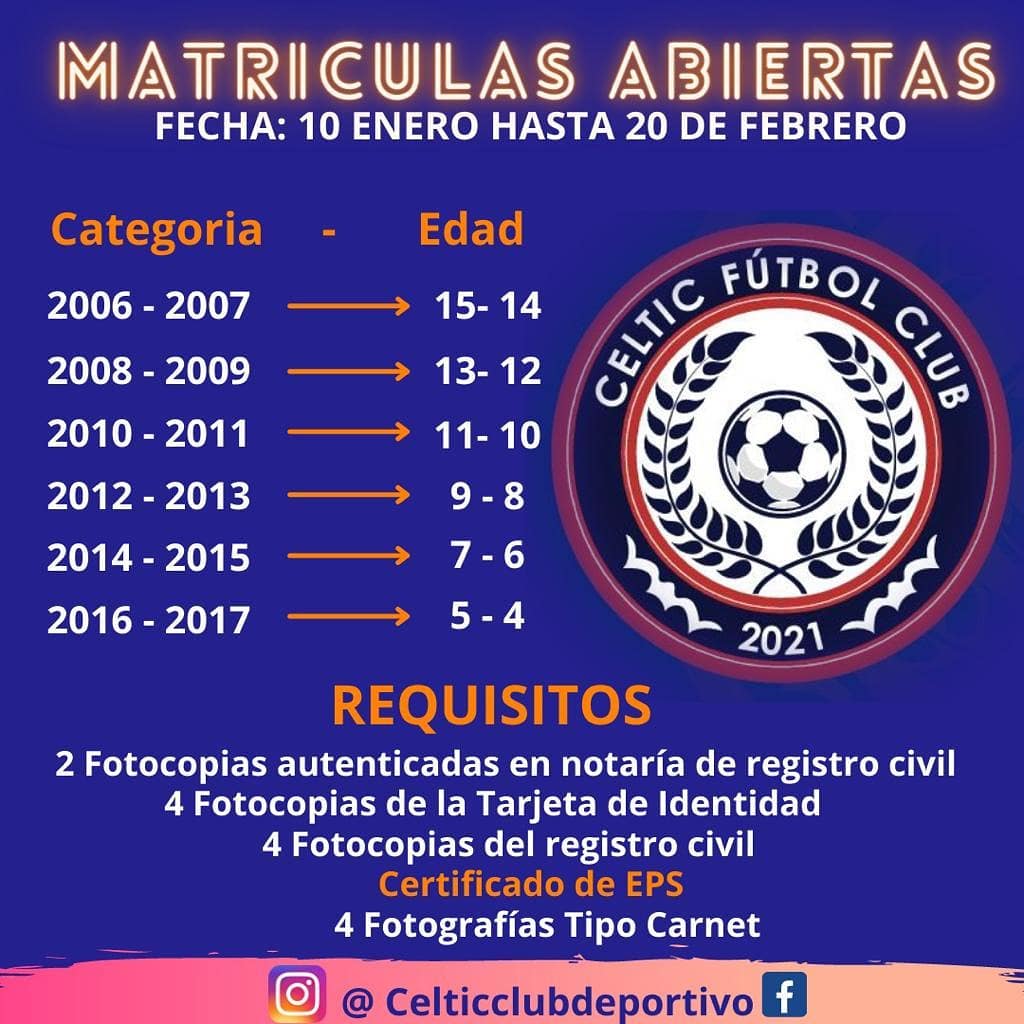 MATRICULAS ABIERTAS
FECHA: 10 ENERO HASTA 20 DE FEBRERO
Categoria - Edad
2006 - 2007 15- 14
2008 - 2009 13- 12
2010 - 2011 11- 10
2012 - 2013 9 - 8
2014 - 2015 7 - 6
2016 - 2017 5 - 4
CELTIC FÚTBOL CLUB
2021
REQUISITOS
2 Fotocopias autenticadas en notaría de registro civil
4 Fotocopias de la Tarjeta de Identidad
4 Fotocopias del registro civil
Certificado de EPS
4 Fotografías Tipo Carnet
@ Celticclubdeportivo